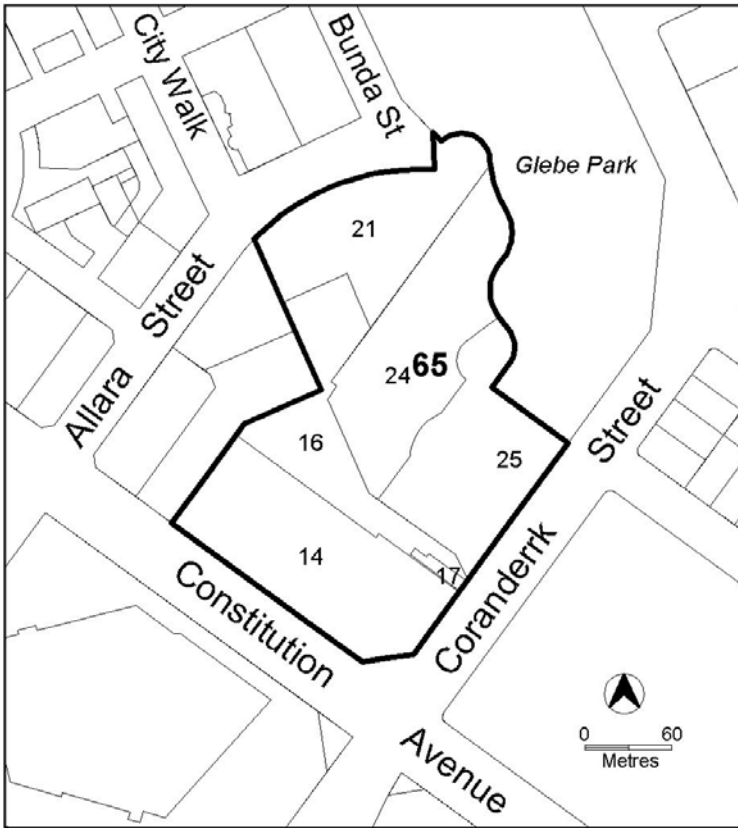 City Walk
Bunda St
Glebe Park
21
Allara Street
24
65
16
25
14
17
Constitution Avenue
Coranderrk Street
0 60
Metres